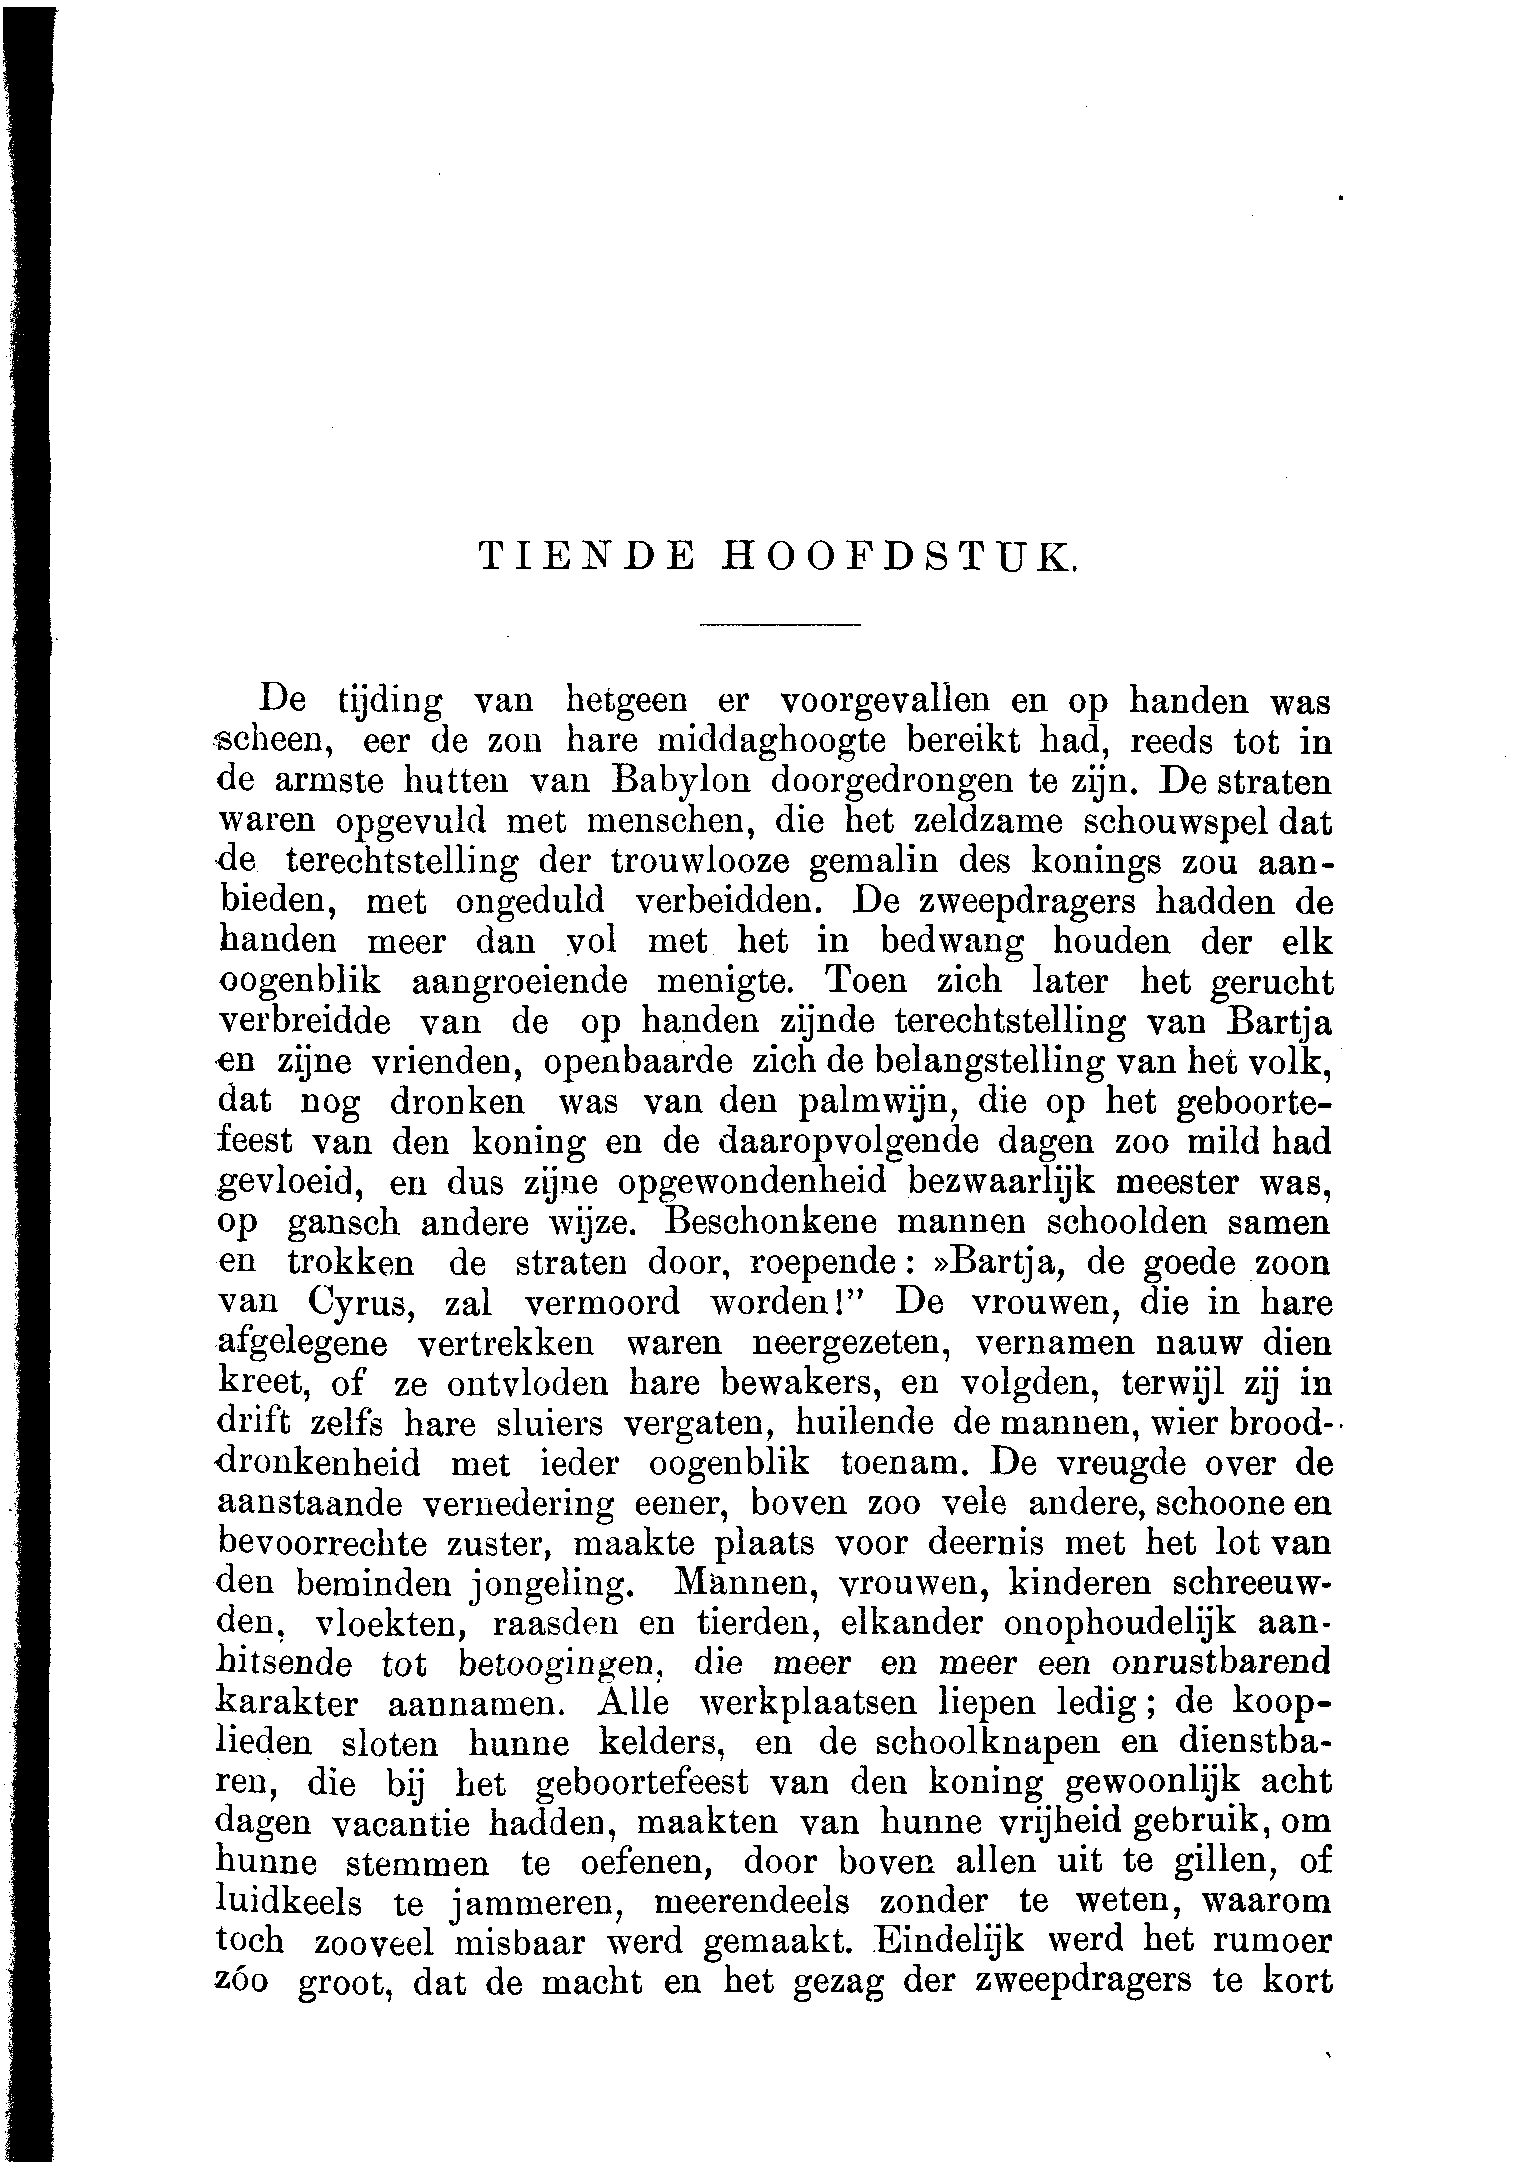 TIENDE HOOFDSTUK.
De tijding van hetgeen er voorgevallen en op handen was
scheen, eer de zon hare middaghoogte bereikt had, reeds tot in
de armste hutten van Babylon doorgedrongen te zijn. De straten
waren opgevuld met menschen, die het zeldzame schouwspel dat
de terechtstelling der trouwlooze gemalin des konings zou aan-
bieden, met ongeduld verbeidden. De zweepdragers hadden de
handen meer dan vol met het in bedwang houden der elk
oogenblik aangroeiende menigte. Toen zich later het gerucht
verbreidde van de op handen zijnde terechtstelling van Bartja
en zijne vrienden, openbaarde zich de belangstelling van het volk,
dat nog dronken was van den palmwijn, die op het geboorte-
feest van den koning en de daaropvolgende dagen zoo mild had
gevloeid, en dus zijne opgewondenheid bezwaarlijk meester was,
op gansch andere wijze. Beschonkene mannen schoolden samen
en trokken de straten door, roepende: »Bartja, de goede zoon
van Cyrus, zal vermoord worden!” De vrouwen, die in hare
afgelegene vertrekken waren neergezeten, vernamen nauw dien
kreet, of ze ontvloden hare bewakers, en volgden, terwijl zij in
drift zelfs hare sluiers vergaten, huilende de mannen, wier brood-
dronkenheid met ieder oogenblik toenam. De vreugde over de
aanstaande vernedering eener, boven zoo vele andere, schoone en
bevoorrechte zuster, maakte plaats voor deernis met het lot van
den beminden jongeling. Mannen, vrouwen, kinderen schreeuw-
den, vloekten, raasden en tierden, elkander onophoudelijk aan-
hitsende tot betoogingen, die meer en meer een onrustbarend
karakter aannamen. Alle werkplaatsen liepen ledig; de koop-
lieden sloten hunne kelders, en de schoolknapen en dienstba-
ren, die bij het geboortefeest van den koning gewoonlijk acht
dagen vacantie hadden, maakten van hunne vrijheid gebruik, om
hunne stemmen te oefenen, door boven allen uit te gillen, of
luidkeels te jammeren, meerendeels zonder te weten, waarom
toch zooveel misbaar werd gemaakt. Eindelijk werd het rumoer
zóo groot, dat de macht en het gezag der zweepdragers te kort